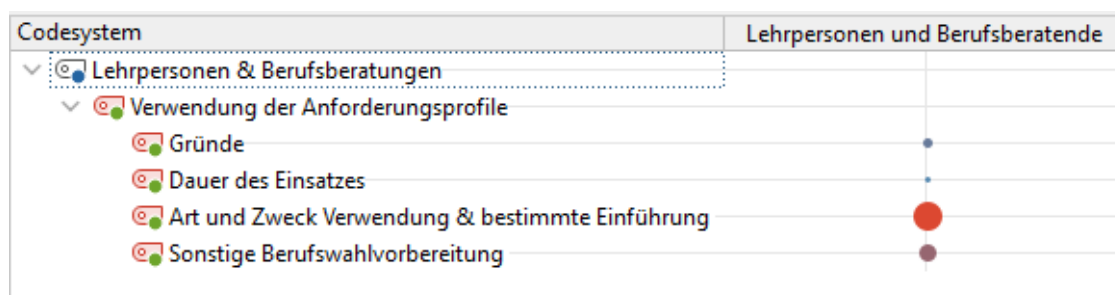 Codesystem Lehrpersonen und Berufsberatende
Lehrpersonen & Berufsberatungen
Verwendung der Anforderungsprofile
Gründe
Dauer des Einsatzes
Art und Zweck Verwendung & bestimmte Einführung
Sonstige Berufswahlvorbereitung